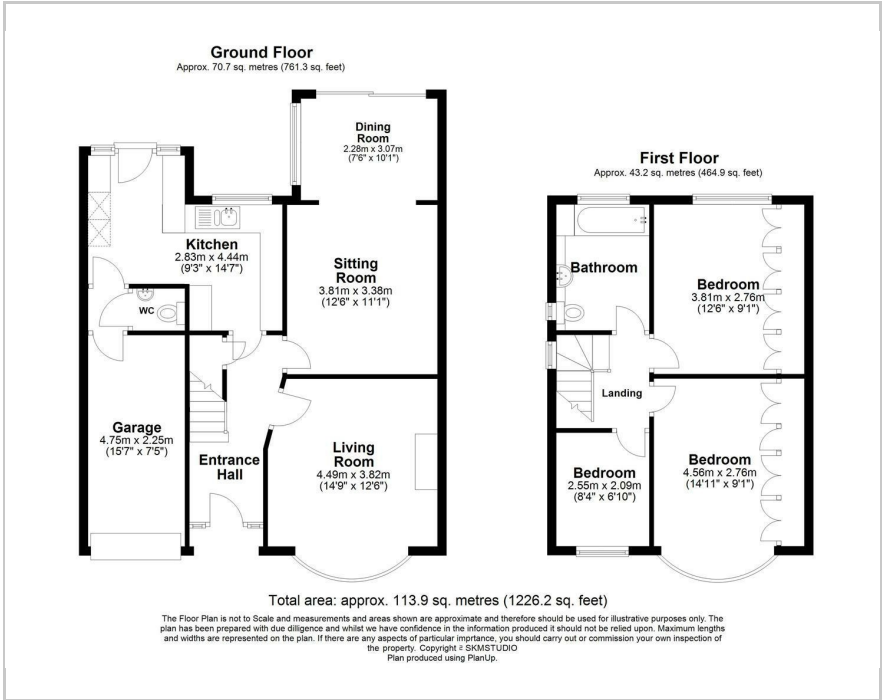 Ground Floor
Approx. 70.7 sq. metres (761.3 sq. feet)
Dining
Room
2.28m x 3.07m
(7'6" x 10'1")
Kitchen
2.83m x 4.44m
(9'3" x 14'7")
Sitting
Room
3.81m x 3.38m
(12'6" x 11'1")
WC
Garage
4.75m x 2.25m
(15'7" x 7'5")
Entrance
Hall
Living
Room
4.49m x 3.82m
(14'9" x 12'6")
First Floor
Approx. 43.2 sq. metres (464.9 sq. feet)
Bathroom
Bedroom
3.81m x 2.76m
(12'6" x 9'1")
Landing
Bedroom
2.55m x 2.09m
(8'4" x 6'10")
Bedroom
4.56m x 2.76m
(14'11" x 9'1")
Total area: approx. 113.9 sq. metres (1226.2 sq. feet)
The Floor Plan is not to Scale and measurements and areas shown are approximate and therefore should be used for illustrative purposes only. The
plan has been prepared with due dilligence and whilst we have confidence in the information produced it should not be relied upon. Maximum lengths
and widths are represented on the plan. If there are any aspects of particular imprtance, you should carry out or commission your own inspection of
the property. Copyright ² SKMSTUDIO
Plan produced using PlanUp.